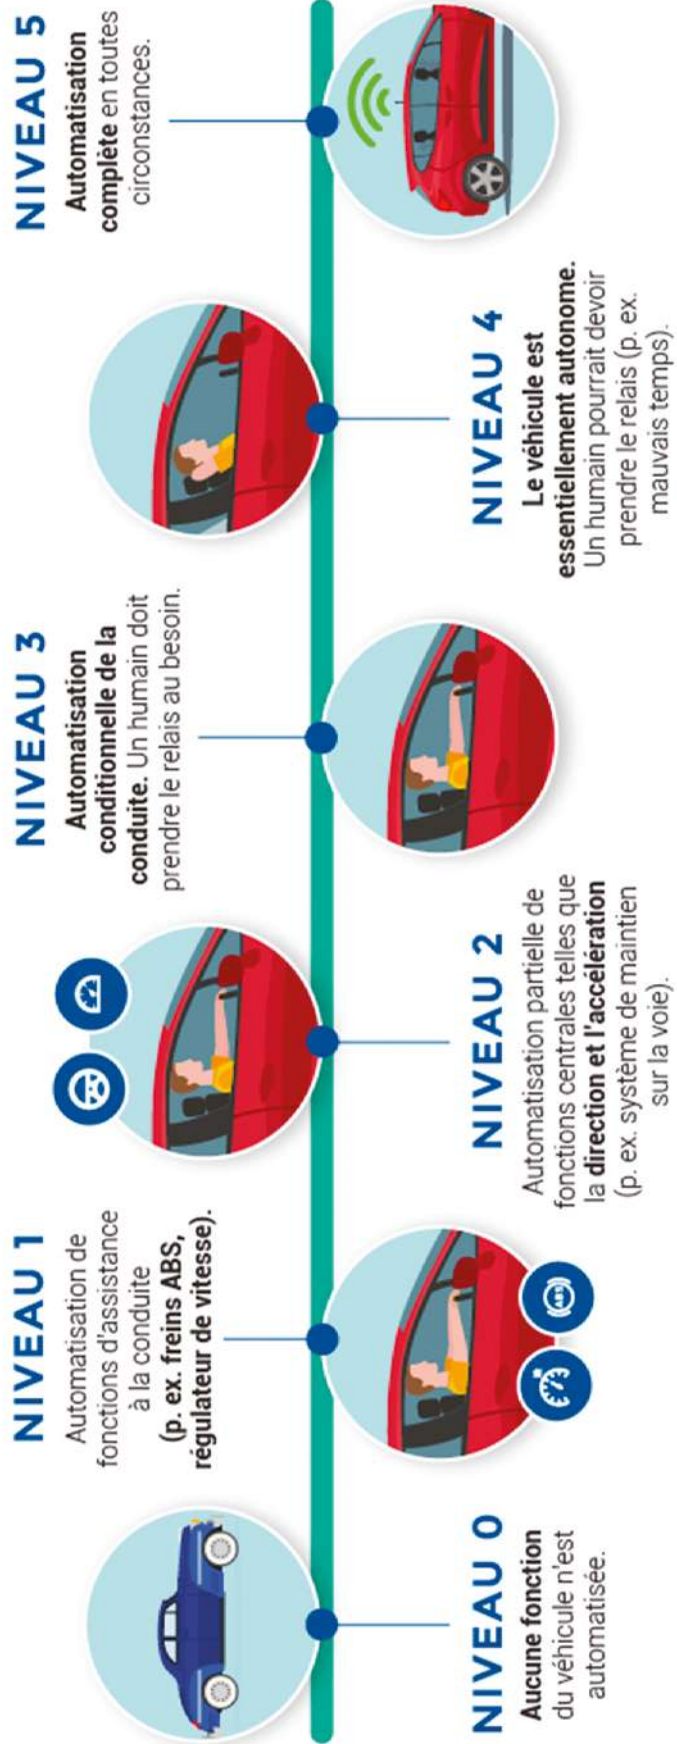 NIVEAU 0
Aucune fonction
du véhicule n'est
automatisée.
NIVEAU 1
Automatisation de
fonctions d'assistance
à la conduite
(p. ex. freins ABS,
régulateur de vitesse).
ABS
NIVEAU 2
Automatisation partielle de
fonctions centrales telles que
la direction et l'accélération
(p. ex. système de maintien
sur la voie).
NIVEAU 3
Automatisation
conditionnelle de la
conduite. Un humain doit
prendre le relais au besoin.
NIVEAU 4
Le véhicule est
essentiellement autonome.
Un humain pourrait devoir
prendre le relais (p. ex.
mauvais temps).
NIVEAU 5
Automatisation
complète en toutes
circonstances.